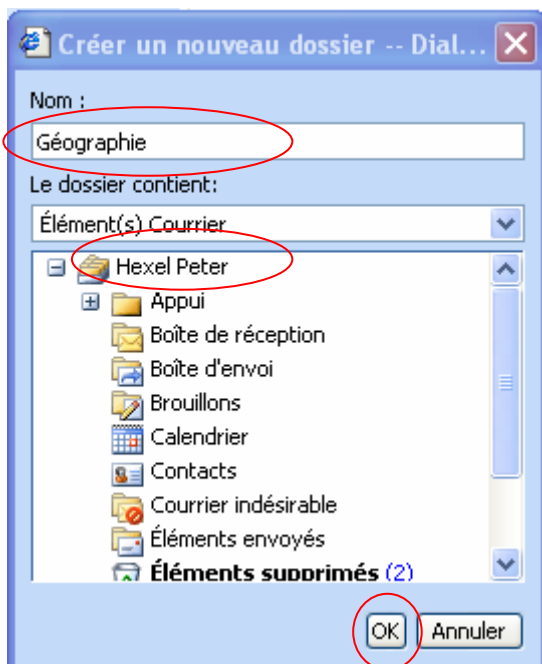 Créer un nouveau dossier -- Dial...
Nom :
Géographie
Le dossier contient:
Élément(s) Courrier
Hexel Peter
Appui
Boîte de réception
Boîte d'envoi
Brouillons
Calendrier
Contacts
Courrier indésirable
Éléments envoyés
Éléments supprimés (2)
OK Annuler